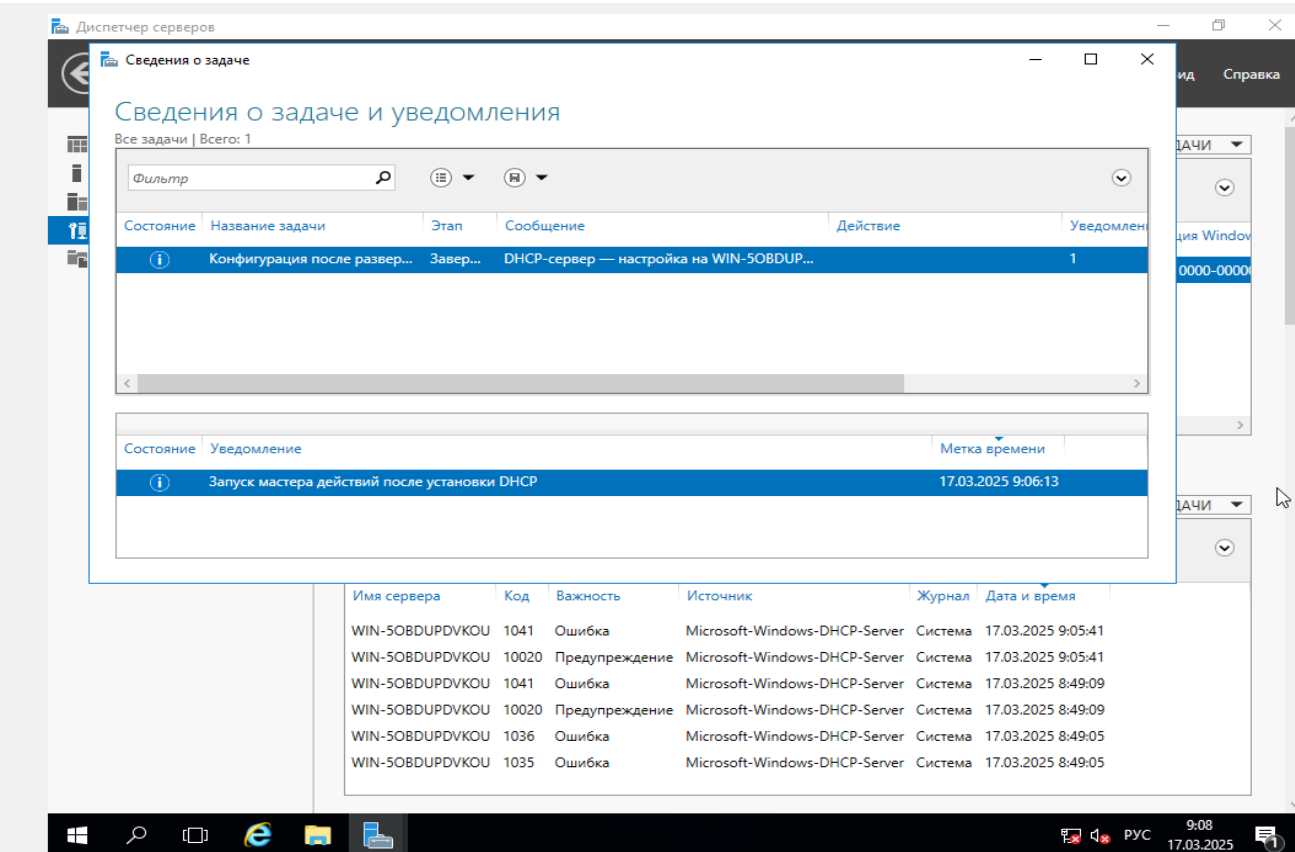 Диспетчер серверов
Сведения о задаче
ид Справка
Сведения о задаче и уведомления
Все задачи | Всего: 1
ДАЧИ
Фильтр
Состояние Название задачи Этап Сообщение Действие Уведомлен
ция Window
Конфигурация после развер... Завер... DHCP-сервер — настройка на WIN-5OBDUP... 1
0000-0000
Состояние Уведомление Метка времени
Запуск мастера действий после установки DHCP 17.03.2025 9:06:13
ДАЧИ
Имя сервера Код Важность Источник Журнал Дата и время
WIN-5OBDUPDVKOU 1041 Ошибка Microsoft-Windows-DHCP-Server Система 17.03.2025 9:05:41
WIN-5OBDUPDVKOU 10020 Предупреждение Microsoft-Windows-DHCP-Server Система 17.03.2025 9:05:41
WIN-5OBDUPDVKOU 1041 Ошибка Microsoft-Windows-DHCP-Server Система 17.03.2025 8:49:09
WIN-5OBDUPDVKOU 10020 Предупреждение Microsoft-Windows-DHCP-Server Система 17.03.2025 8:49:09
WIN-5OBDUPDVKOU 1036 Ошибка Microsoft-Windows-DHCP-Server Система 17.03.2025 8:49:05
WIN-5OBDUPDVKOU 1035 Ошибка Microsoft-Windows-DHCP-Server Система 17.03.2025 8:49:05
РУС
9:08
17.03.2025
1